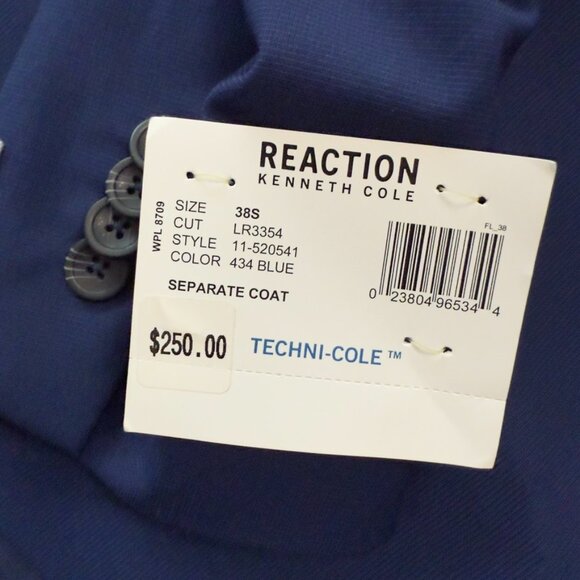 REACTION
KENNETH COLE
WPL 8709
SIZE 38S
CUT LR3354
STYLE 11-520541
COLOR 434 BLUE
SEPARATE COAT
FL_38
0 23804 96534 4
$250.00
TECHNI-COLE™